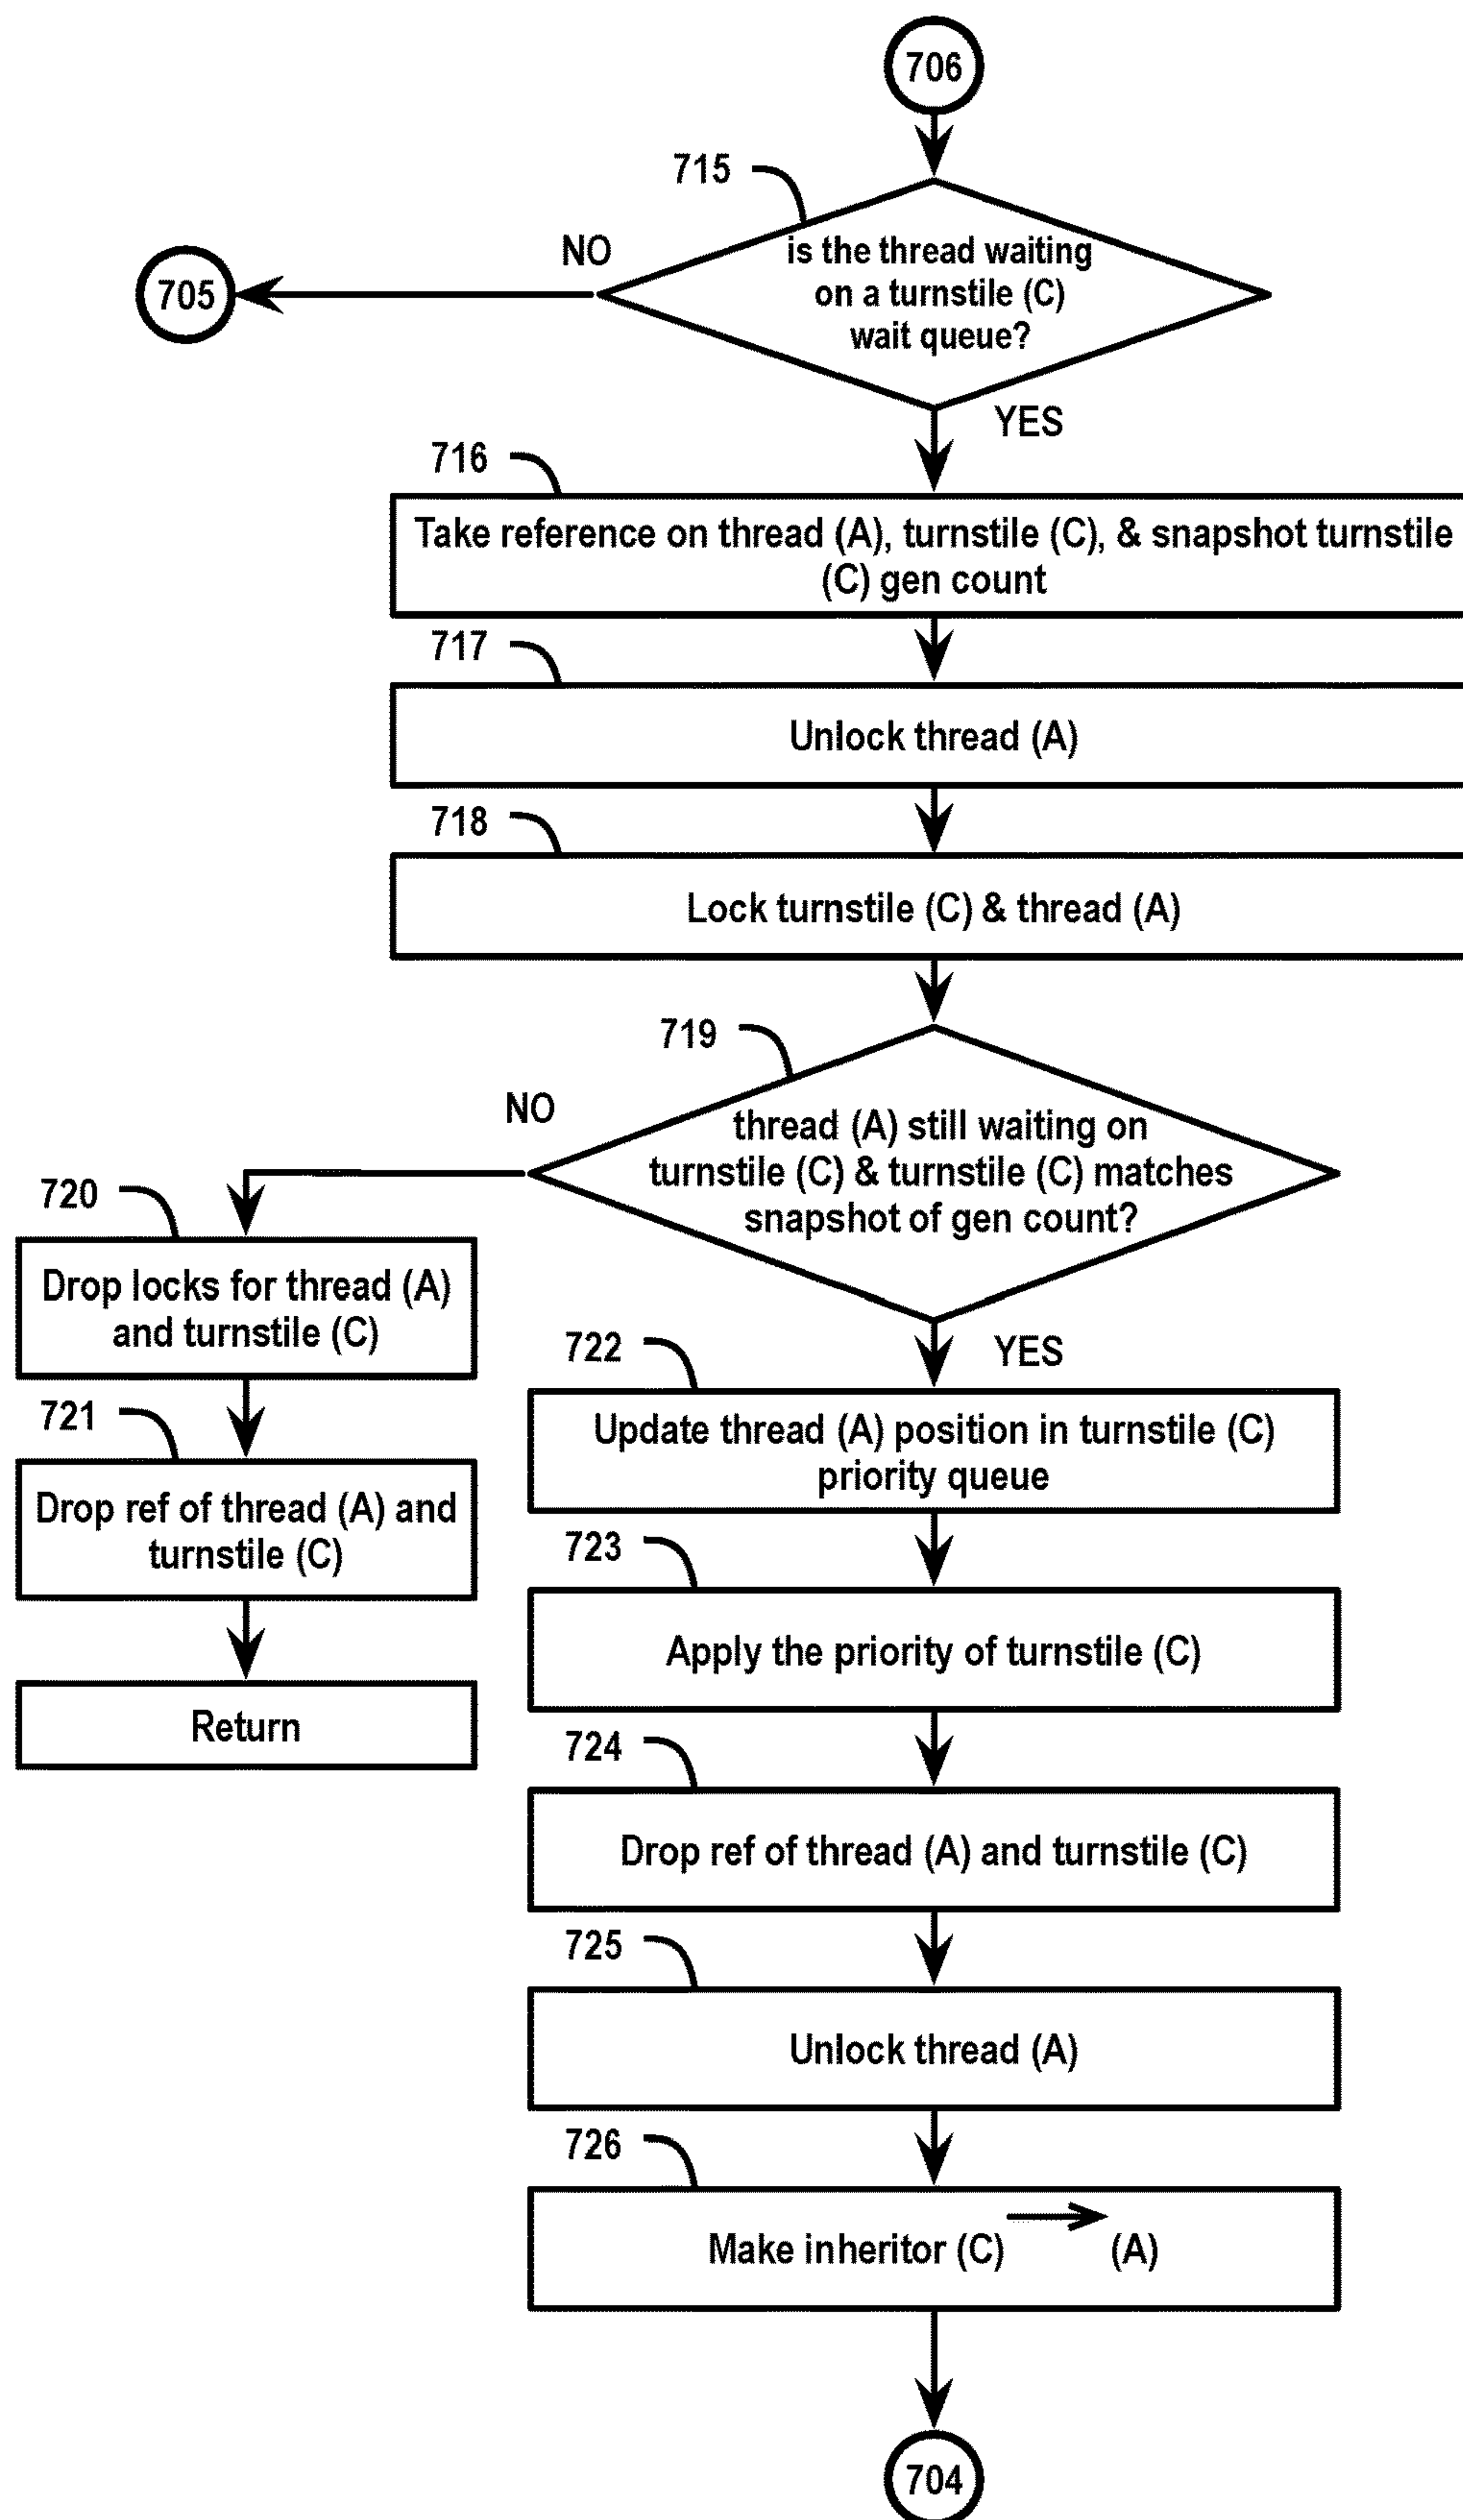 706
715
NO
is the thread waiting
on a turnstile (C)
wait queue?
705
YES
716
Take reference on thread (A), turnstile (C), & snapshot turnstile
(C) gen count
717
Unlock thread (A)
718
Lock turnstile (C) & thread (A)
719
NO
thread (A) still waiting on
turnstile (C) & turnstile (C) matches
snapshot of gen count?
720
Drop locks for thread (A)
and turnstile (C)
YES
722
Update thread (A) position in turnstile (C)
priority queue
721
Drop ref of thread (A) and
turnstile (C)
723
Apply the priority of turnstile (C)
Return
724
Drop ref of thread (A) and turnstile (C)
725
Unlock thread (A)
726
Make inheritor (C) → (A)
704